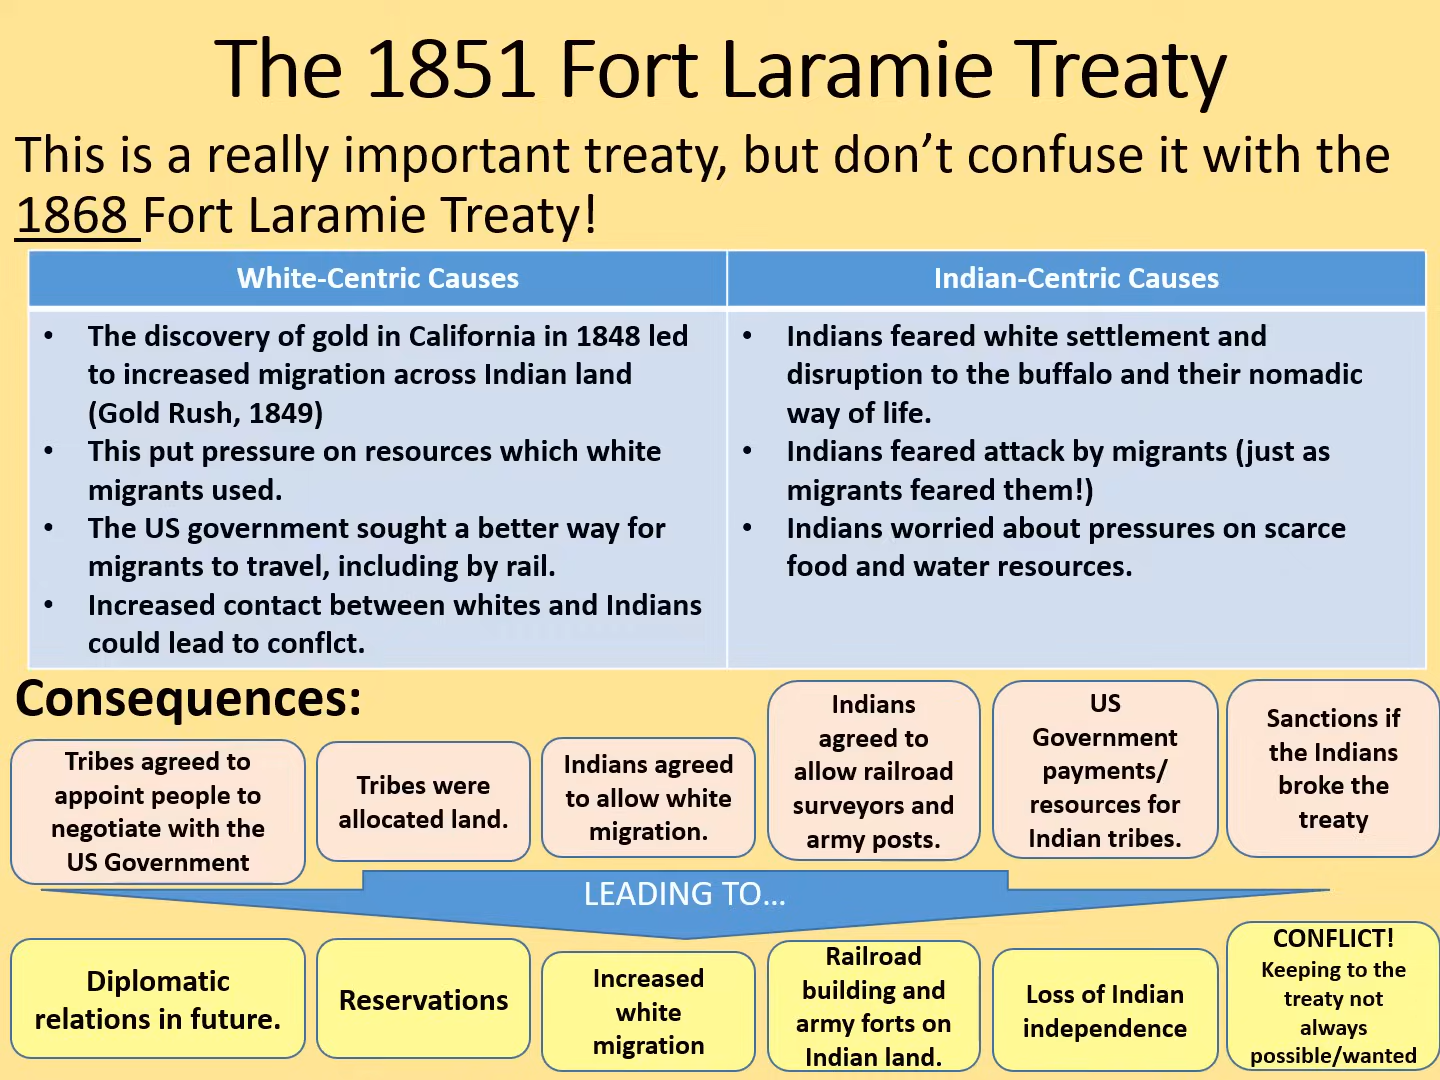 The 1851 Fort Laramie Treaty
This is a really important treaty, but don’t confuse it with the
1868 Fort Laramie Treaty!
White-Centric Causes
• The discovery of gold in California in 1848 led
to increased migration across Indian land
(Gold Rush, 1849)
• This put pressure on resources which white
migrants used.
• The US government sought a better way for
migrants to travel, including by rail.
• Increased contact between whites and Indians
could lead to conflct.
Indian-Centric Causes
• Indians feared white settlement and
disruption to the buffalo and their nomadic
way of life.
• Indians feared attack by migrants (just as
migrants feared them!)
• Indians worried about pressures on scarce
food and water resources.
Consequences:
Tribes agreed to
appoint people to
negotiate with the
US Government
Tribes were
allocated land.
Indians agreed
to allow white
migration.
Indians
agreed to
allow railroad
surveyors and
army posts.
US
Government
payments/
resources for
Indian tribes.
Sanctions if
the Indians
broke the
treaty
LEADING TO…
Diplomatic
relations in future.
Reservations
Increased
white
migration
Railroad
building and
army forts on
Indian land.
Loss of Indian
independence
CONFLICT!
Keeping to the
treaty not
always
possible/wanted